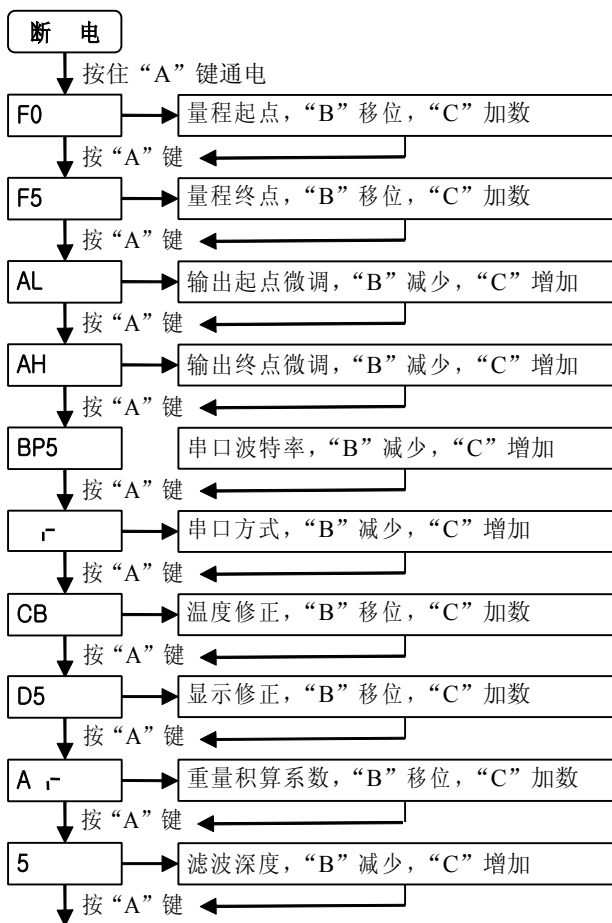 断 电
按住“A”键通电
F0 量程起点，“B”移位，“C”加数
按“A”键
F5 量程终点，“B”移位，“C”加数
按“A”键
AL 输出起点微调，“B”减少，“C”增加
按“A”键
AH 输出终点微调，“B”减少，“C”增加
按“A”键
BP5 串口波特率，“B”减少，“C”增加
按“A”键
╓- 串口方式，“B”减少，“C”增加
按“A”键
CB 温度修正，“B”移位，“C”加数
按“A”键
D5 显示修正，“B”移位，“C”加数
按“A”键
A ╓- 重量积算系数，“B”移位，“C”加数
按“A”键
5 滤波深度，“B”减少，“C”增加
按“A”键